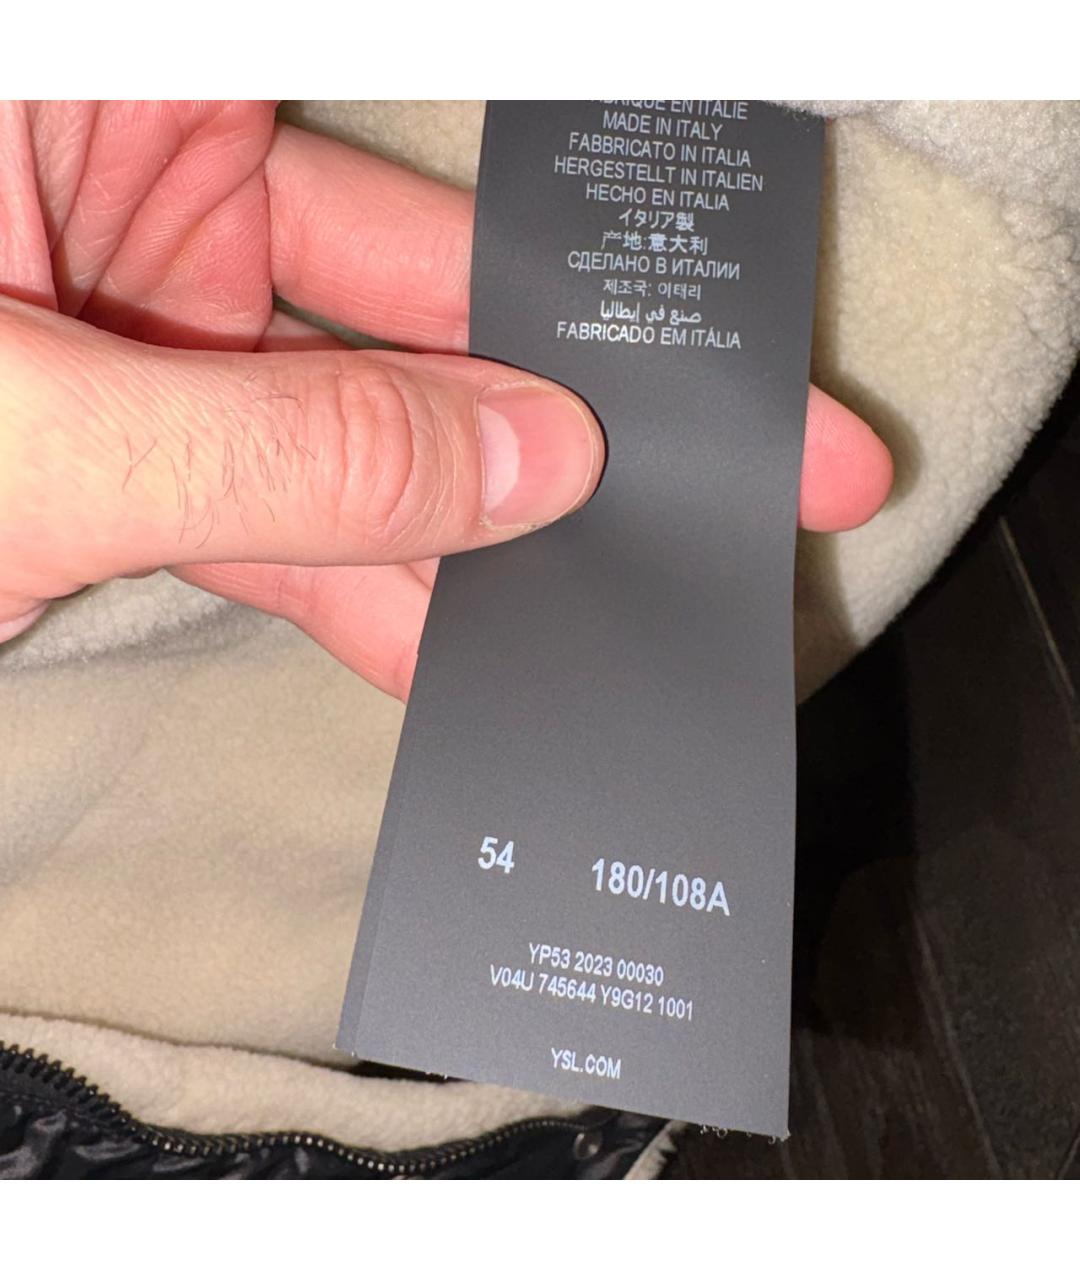 FABRIQUE EN ITALIE
MADE IN ITALY
FABBRICATO IN ITALIA
HERGESTELLT IN ITALIEN
HECHO EN ITALIA
イタリア製
产地:意大利
СДЕЛАНО В ИТАЛИИ
제조국: 이태리
صنع في إيطاليا
FABRICADO EM ITÁLIA
54 180/108A
YP53 2023 00030
V04U 745644 Y9G12 1001
YSL.COM